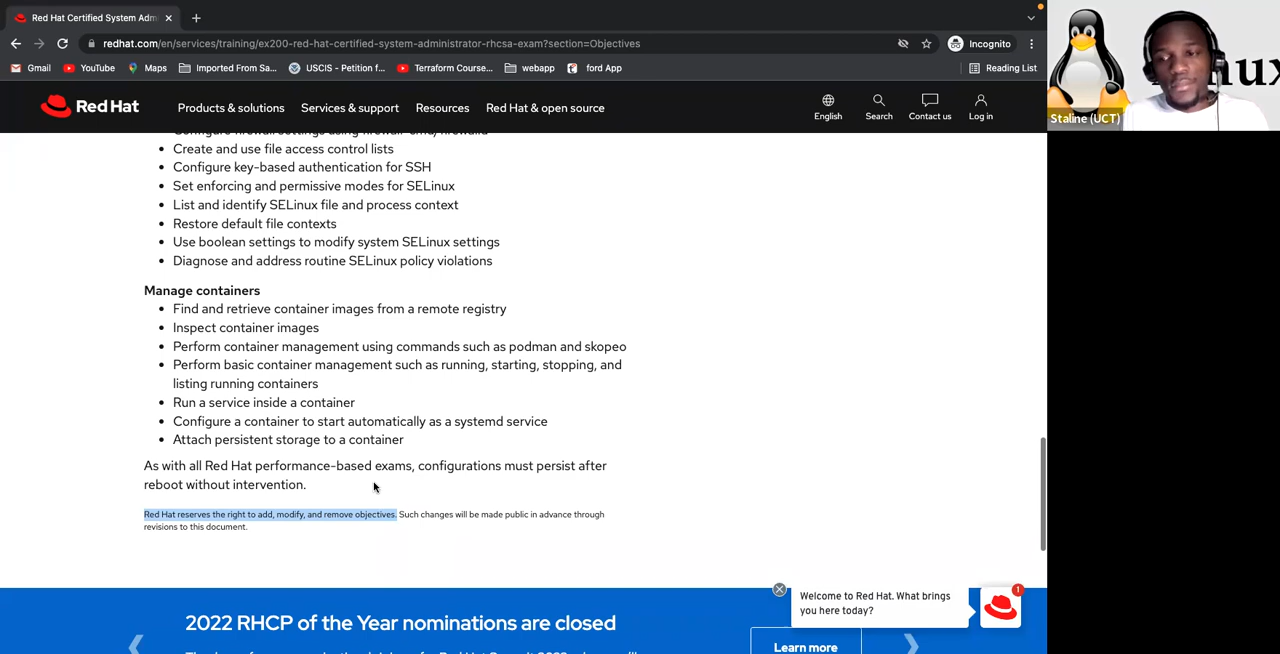 Red Hat Certified System Adm
redhat.com/en/services/training/ex200-red-hat-certified-system-administrator-rhcsa-exam?section=Objectives
Incognito
Gmail
YouTube
Maps
Imported From Sa...
USCIS - Petition f...
Terraform Course...
webapp
ford App
Reading List
Red Hat
Products & solutions
Services & support
Resources
Red Hat & open source
English
Search
Contact us
Log in
Staline (UCT)
Configure firewall settings using firewall-cmd/firewalld
• Create and use file access control lists
• Configure key-based authentication for SSH
• Set enforcing and permissive modes for SELinux
• List and identify SELinux file and process context
• Restore default file contexts
• Use boolean settings to modify system SELinux settings
• Diagnose and address routine SELinux policy violations
Manage containers
• Find and retrieve container images from a remote registry
• Inspect container images
• Perform container management using commands such as podman and skopeo
• Perform basic container management such as running, starting, stopping, and
listing running containers
• Run a service inside a container
• Configure a container to start automatically as a systemd service
• Attach persistent storage to a container
As with all Red Hat performance-based exams, configurations must persist after
reboot without intervention.
Red Hat reserves the right to add, modify, and remove objectives. Such changes will be made public in advance through
revisions to this document.
Welcome to Red Hat. What brings
you here today?
1
2022 RHCP of the Year nominations are closed
Learn more